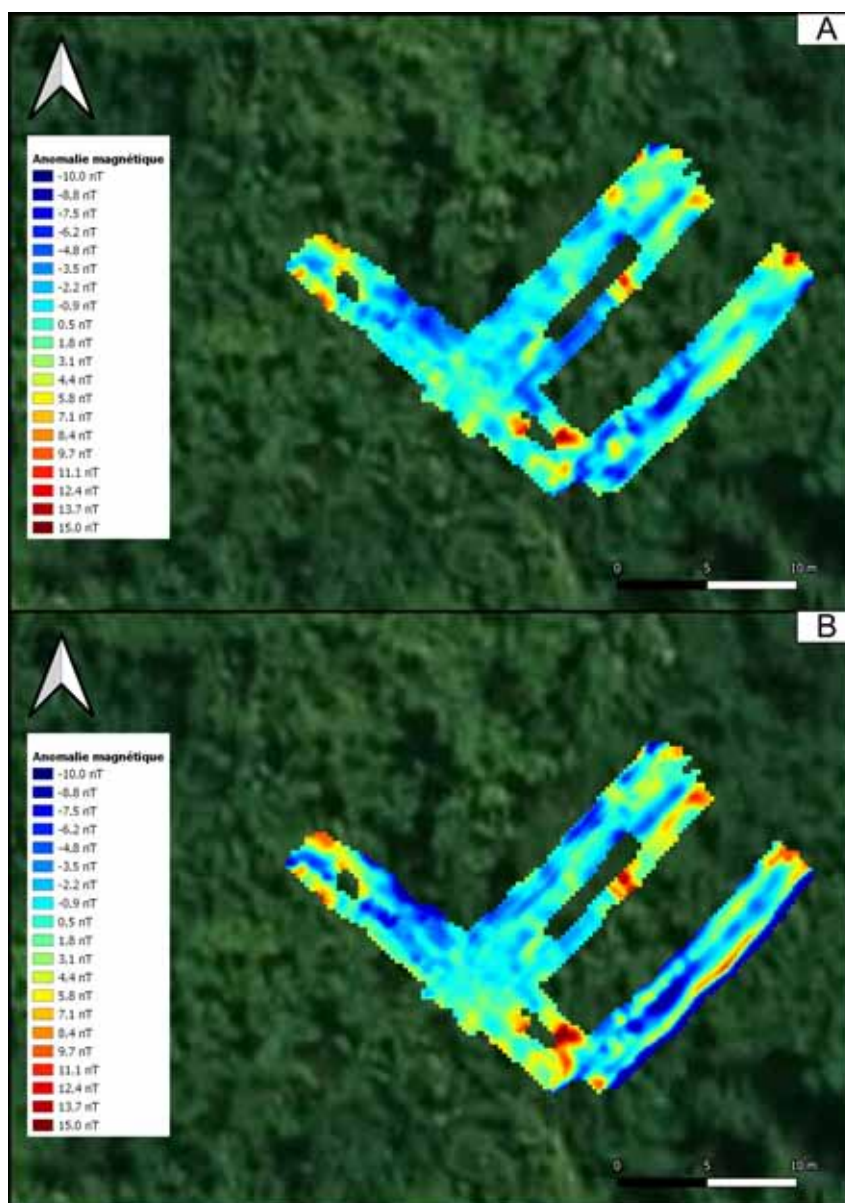 A
Anomalie magnétique
-10.0 nT
-8.8 nT
-7.5 nT
-6.2 nT
-4.8 nT
-3.5 nT
-2.2 nT
-0.9 nT
0.5 nT
1.8 nT
3.1 nT
4.4 nT
5.8 nT
7.1 nT
8.4 nT
9.7 nT
11.1 nT
12.4 nT
13.7 nT
15.0 nT
0 5 10 m
B
Anomalie magnétique
-10.0 nT
-8.8 nT
-7.5 nT
-6.2 nT
-4.8 nT
-3.5 nT
-2.2 nT
-0.9 nT
0.5 nT
1.8 nT
3.1 nT
4.4 nT
5.8 nT
7.1 nT
8.4 nT
9.7 nT
11.1 nT
12.4 nT
13.7 nT
15.0 nT
0 5 10 m